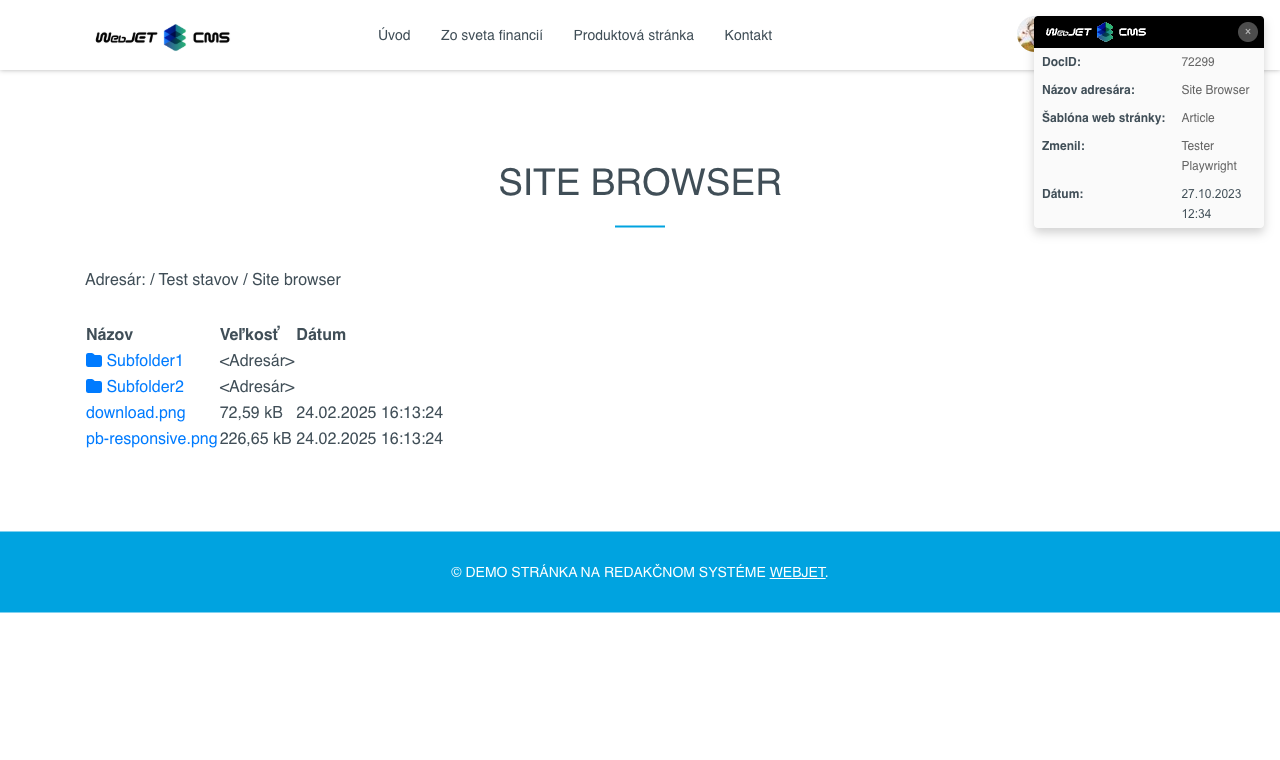 WebJET CMS
Úvod Zo sveta financií Produktová stránka Kontakt
WebJET CMS ×
DocID: 72299
Názov adresára: Site Browser
Šablóna web stránky: Article
Zmenil: Tester
Playwright
Dátum: 27.10.2023
12:34
SITE BROWSER
Adresár: / Test stavov / Site browser
Názov Veľkosť Dátum
Subfolder1 <Adresár>
Subfolder2 <Adresár>
download.png 72,59 kB 24.02.2025 16:13:24
pb-responsive.png 226,65 kB 24.02.2025 16:13:24
© DEMO STRÁNKA NA REDAKČNOM SYSTÉME WEBJET.